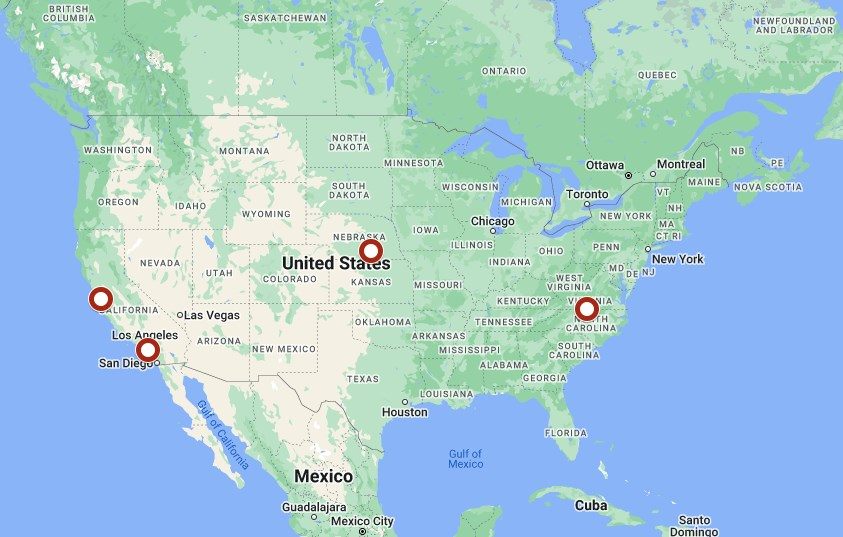 BRITISH
COLUMBIA
SASKATCHEWAN
NEWFOUNDLAND
AND LABRADOR
ONTARIO
QUEBEC
WASHINGTON
MONTANA
NORTH
DAKOTA
MINNESOTA
Ottawa
Montreal
NB
PE
MAINE
NOVA SCOTIA
OREGON
IDAHO
SOUTH
DAKOTA
WISCONSIN
MICHIGAN
Toronto
VT
NH
WYOMING
Chicago
NEW YORK
MA
CT RI
NEBRASKA
IOWA
ILLINOIS
INDIANA
OHIO
PENN
New York
NEVADA
UTAH
United States
COLORADO
KANSAS
MISSOURI
WEST
VIRGINIA
MD
DE
NJ
CALIFORNIA
Las Vegas
KENTUCKY
VIRGINIA
Los Angeles
ARIZONA
NEW MEXICO
OKLAHOMA
ARKANSAS
TENNESSEE
NORTH
CAROLINA
San Diego
MISSISSIPPI
SOUTH
CAROLINA
ALABAMA
TEXAS
GEORGIA
LOUISIANA
Houston
Gulf of California
FLORIDA
Gulf of
Mexico
Mexico
Guadalajara
Mexico City
Cuba
Santo
Domingo